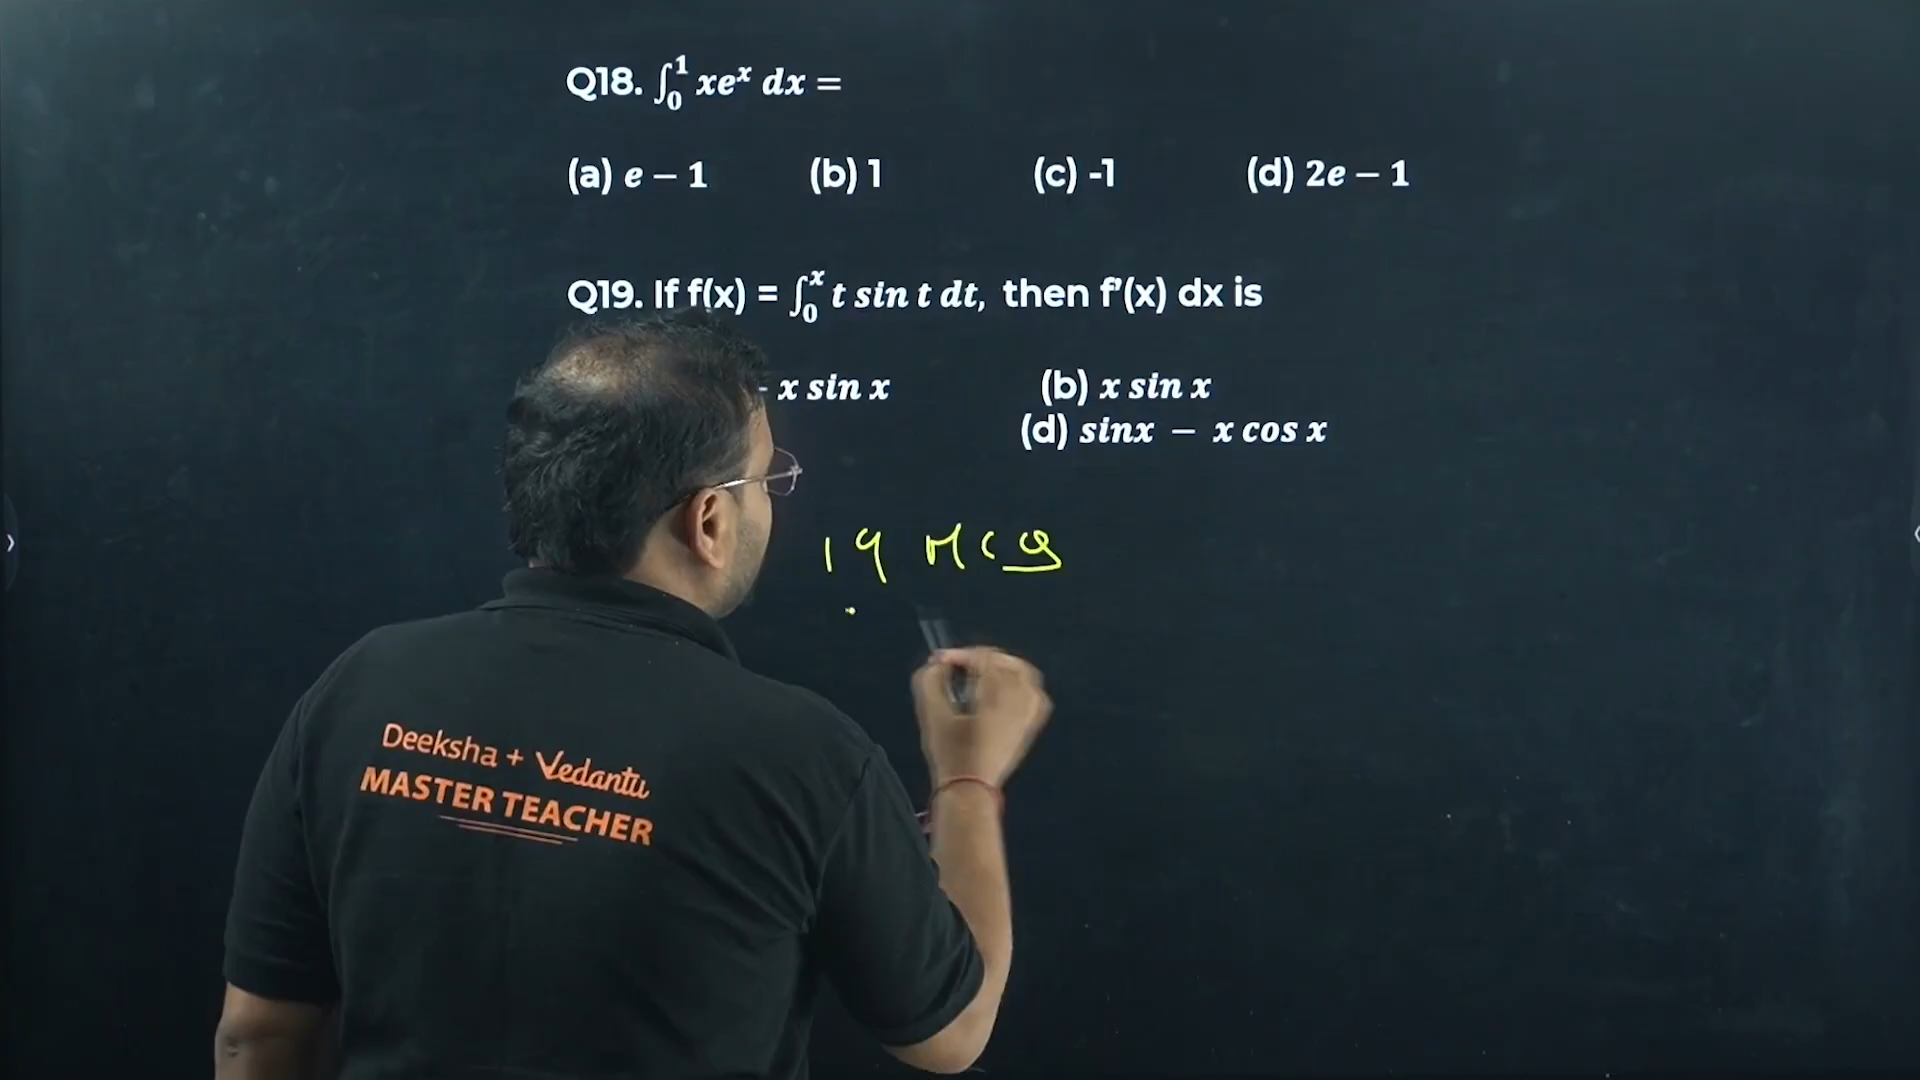 Q18. ∫₀¹ xeˣ dx =
(a) e − 1 (b) 1 (c) -1 (d) 2e − 1
Q19. If f(x) = ∫₀ˣ t sin t dt, then f'(x) dx is
- x sin x (b) x sin x
(d) sinx − x cos x
19 MCQ
Deeksha + Vedantu
MASTER TEACHER